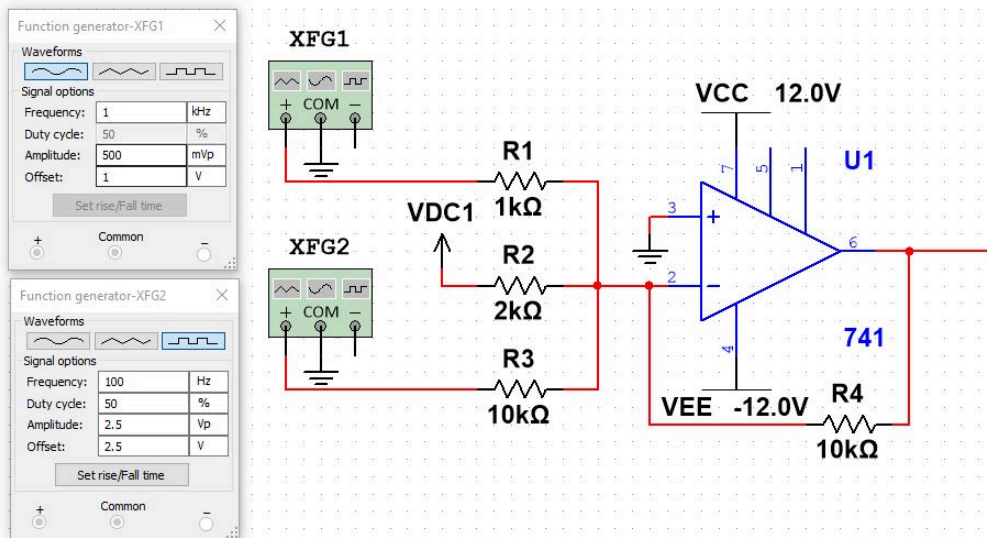 Function generator-XFG1
Waveforms
Signal options
Frequency: 1 kHz
Duty cycle: 50 %
Amplitude: 500 mVp
Offset: 1 V
Set rise/Fall time
+ Common −
Function generator-XFG2
Waveforms
Signal options
Frequency: 100 Hz
Duty cycle: 50 %
Amplitude: 2.5 Vp
Offset: 2.5 V
Set rise/Fall time
+ Common −
XFG1
+ COM −
R1
1kΩ
VDC1
R2
2kΩ
XFG2
+ COM −
R3
10kΩ
VCC 12.0V
U1
7 5 1
3 +
2 −
6
4
741
VEE -12.0V
R4
10kΩ